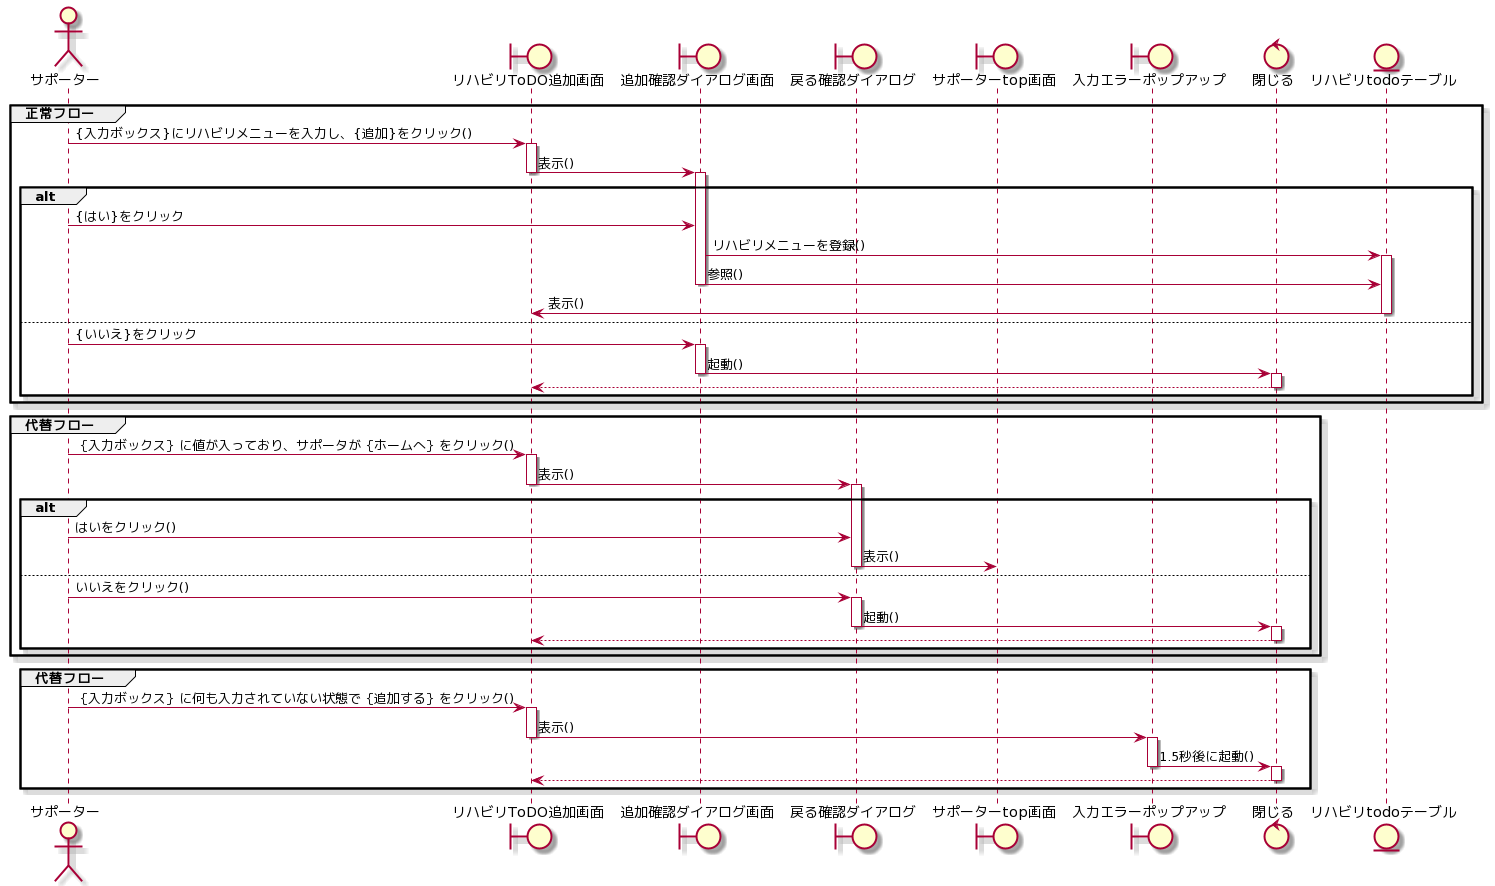 サポーター
リハビリToDO追加画面
追加確認ダイアログ画面
戻る確認ダイアログ
サポーターtop画面
入力エラーポップアップ
閉じる
リハビリtodoテーブル
正常フロー
{入力ボックス}にリハビリメニューを入力し、{追加}をクリック()
表示()
alt
{はい}をクリック
リハビリメニューを登録()
参照()
表示()
{いいえ}をクリック
起動()
代替フロー
{入力ボックス} に値が入っており、サポータが {ホームへ} をクリック()
表示()
alt
はいをクリック()
表示()
いいえをクリック()
起動()
代替フロー
{入力ボックス} に何も入力されていない状態で {追加する} をクリック()
表示()
1.5秒後に起動()
サポーター
リハビリToDO追加画面
追加確認ダイアログ画面
戻る確認ダイアログ
サポーターtop画面
入力エラーポップアップ
閉じる
リハビリtodoテーブル